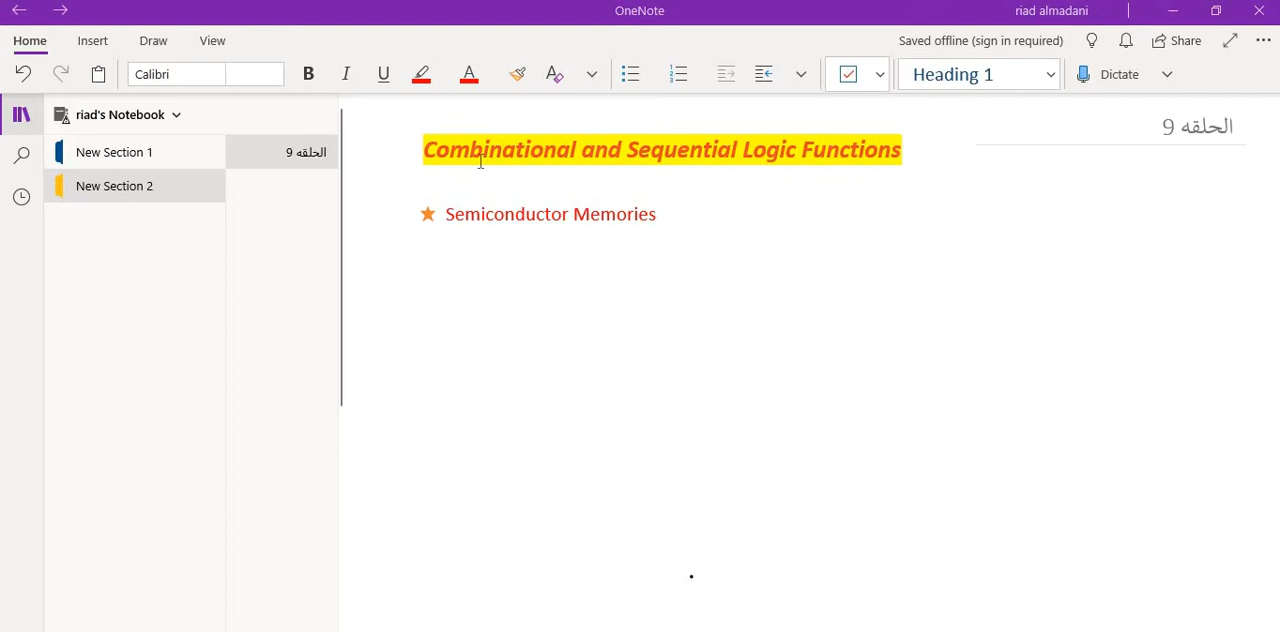 OneNote
riad almadani
Home Insert Draw View
Saved offline (sign in required)
Share
Calibri
B I U
A A
Heading 1
Dictate
riad's Notebook
New Section 1
New Section 2
الحلقه 9
الحلقه 9
Combinational and Sequential Logic Functions
Semiconductor Memories